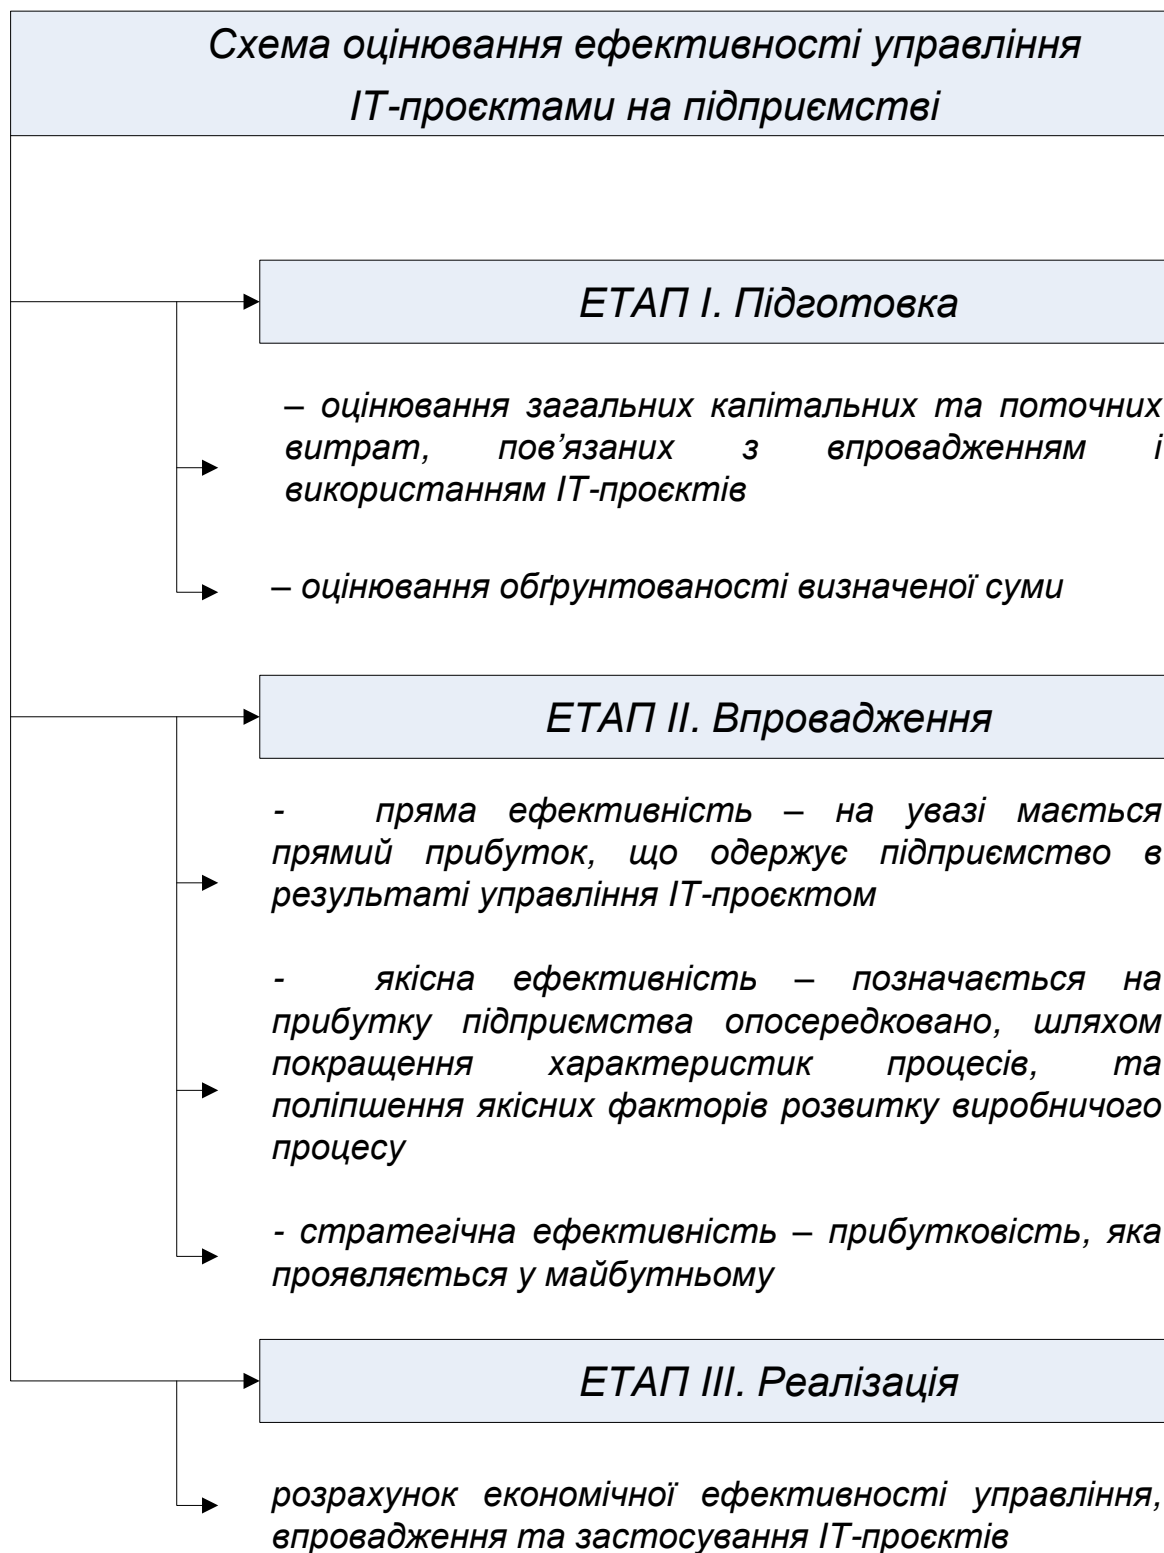 Схема оцінювання ефективності управління
ІТ-проєктами на підприємстві
ЕТАП І. Підготовка
– оцінювання загальних капітальних та поточних
витрат, пов’язаних з впровадженням і
використанням ІТ-проєктів
– оцінювання обґрунтованості визначеної суми
ЕТАП ІІ. Впровадження
- пряма ефективність – на увазі мається
прямий прибуток, що одержує підприємство в
результаті управління ІТ-проєктом
- якісна ефективність – позначається на
прибутку підприємства опосередковано, шляхом
покращення характеристик процесів, та
поліпшення якісних факторів розвитку виробничого
процесу
- стратегічна ефективність – прибутковість, яка
проявляється у майбутньому
ЕТАП ІІІ. Реалізація
розрахунок економічної ефективності управління,
впровадження та застосування ІТ-проєктів